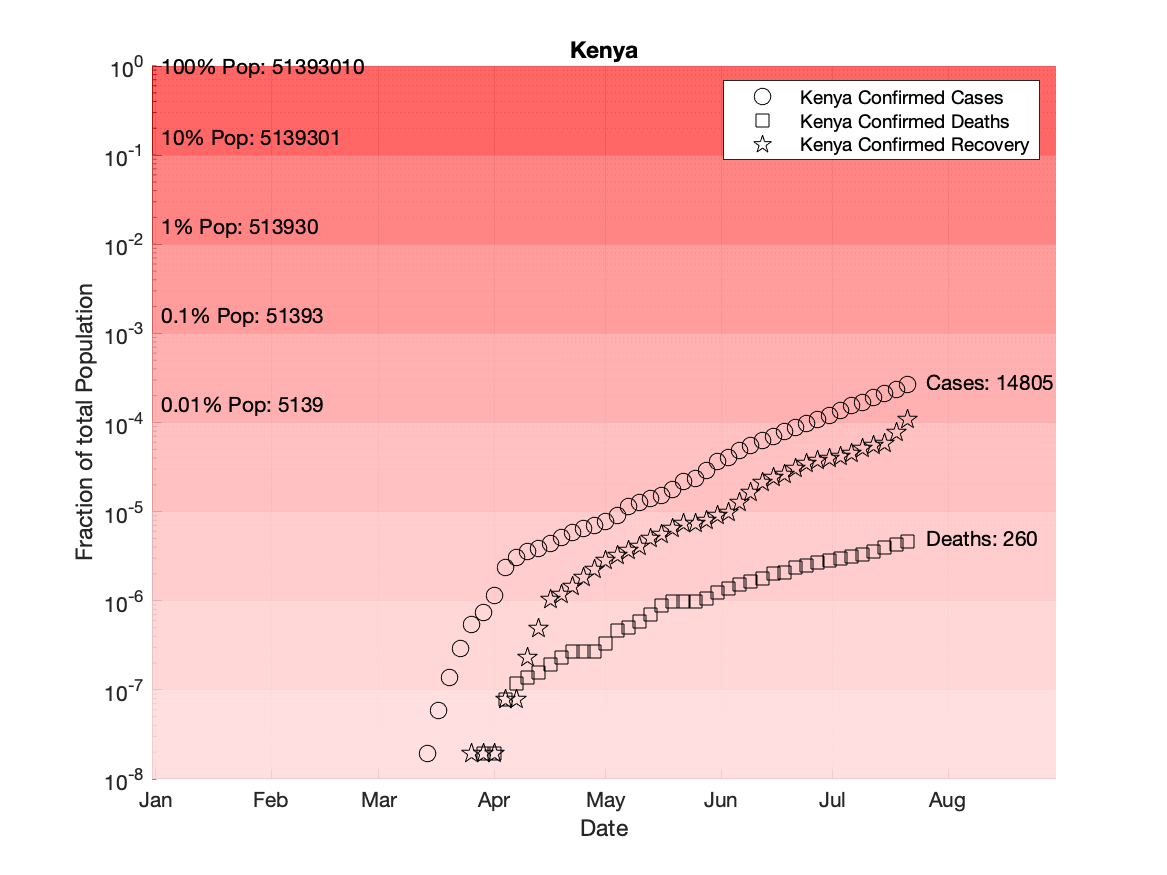 Kenya
10^0
100% Pop: 51393010
Kenya Confirmed Cases
Kenya Confirmed Deaths
Kenya Confirmed Recovery
10% Pop: 5139301
10^-1
1% Pop: 513930
10^-2
0.1% Pop: 51393
10^-3
Cases: 14805
0.01% Pop: 5139
10^-4
10^-5
Deaths: 260
10^-6
10^-7
10^-8
Fraction of total Population
Jan Feb Mar Apr May Jun Jul Aug
Date